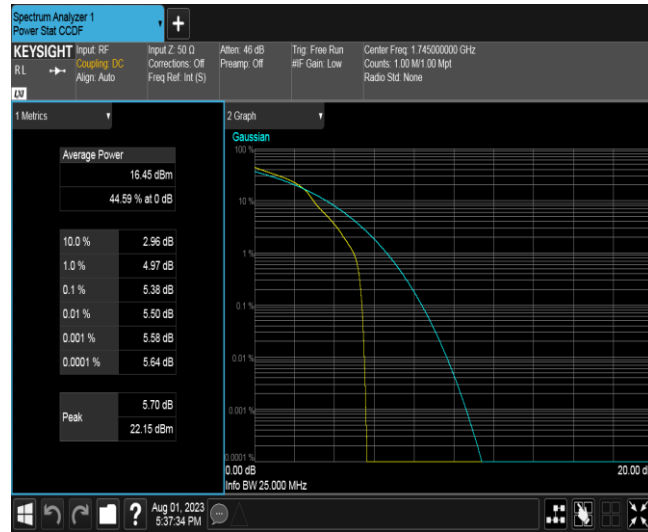 Spectrum Analyzer 1
Power Stat CCDF
KEYSIGHT
RL
LXI
Input: RF
Coupling: DC
Align: Auto
Input Z: 50 Ω
Corrections: Off
Freq Ref: Int (S)
Atten: 46 dB
Preamp: Off
Trig: Free Run
#IF Gain: Low
Center Freq: 1.745000000 GHz
Counts: 1.00 M/1.00 Mpt
Radio Std: None
1 Metrics
Average Power
16.45 dBm
44.59 % at 0 dB
10.0 % 2.96 dB
1.0 % 4.97 dB
0.1 % 5.38 dB
0.01 % 5.50 dB
0.001 % 5.58 dB
0.0001 % 5.64 dB
Peak
5.70 dB
22.15 dBm
2 Graph
Gaussian
100 %
10 %
1 %
0.1 %
0.01 %
0.001 %
0.0001 %
0.00 dB
20.00 d
Info BW 25.000 MHz
?
Aug 01, 2023
5:37:34 PM